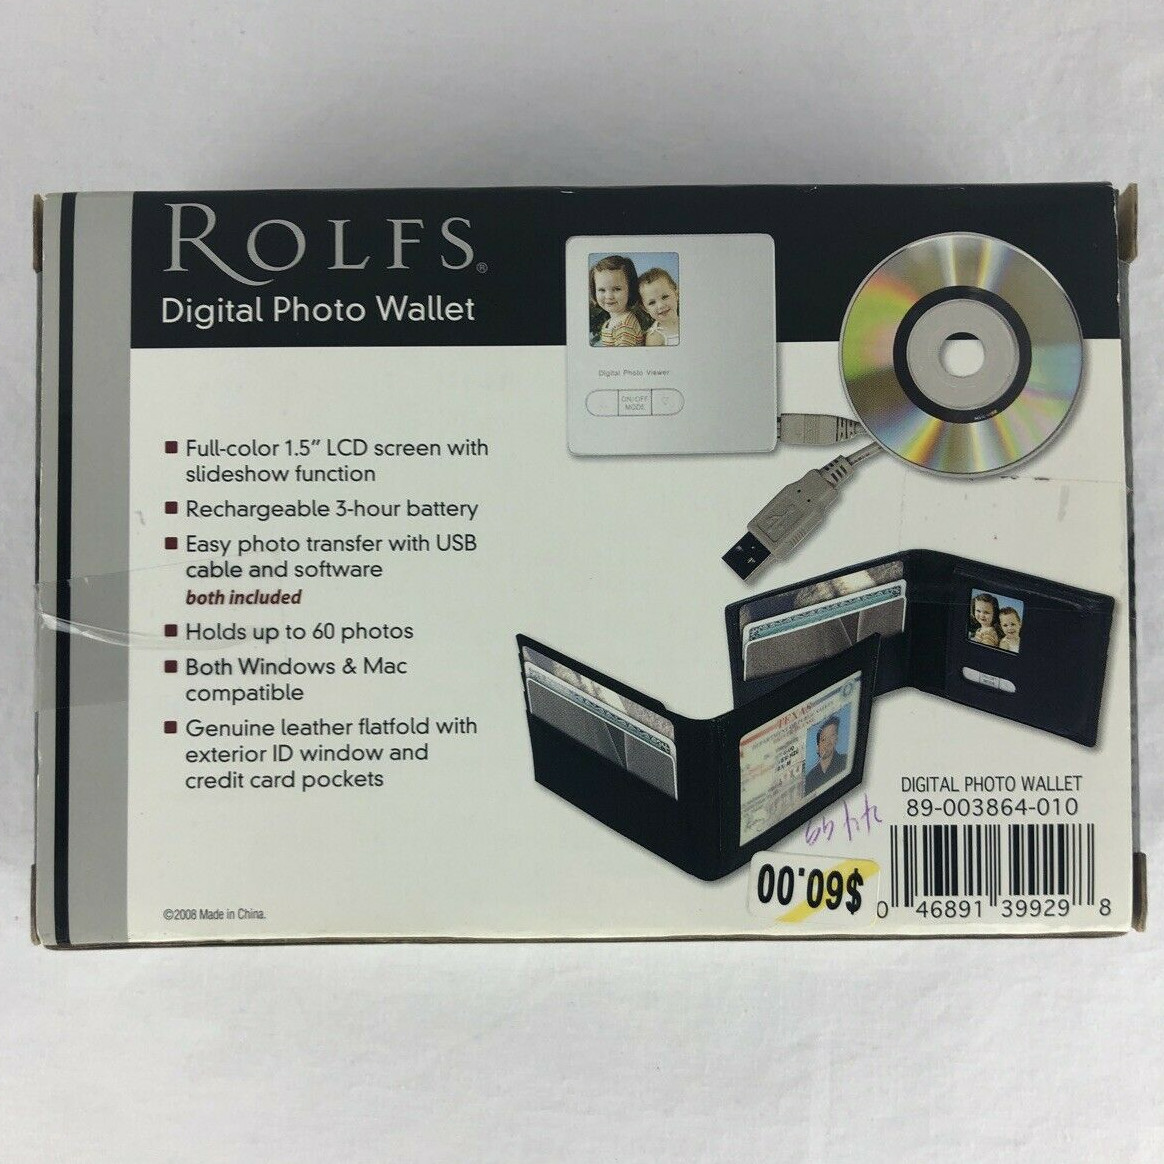 ROLFS®
Digital Photo Wallet
Digital Photo Viewer
ON/OFF
MODE
Full-color 1.5" LCD screen with
slideshow function
Rechargeable 3-hour battery
Easy photo transfer with USB
cable and software
both included
Holds up to 60 photos
Both Windows & Mac
compatible
Genuine leather flatfold with
exterior ID window and
credit card pockets
TEXAS
DIGITAL PHOTO WALLET
89-003864-010
44 99
$60.00
0 46891 39929 8
©2008 Made in China.